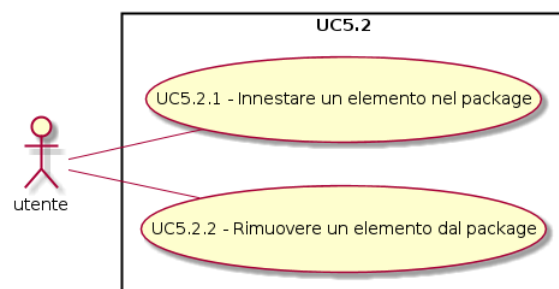 UC5.2
UC5.2.1 - Innestare un elemento nel package
utente
UC5.2.2 - Rimuovere un elemento dal package